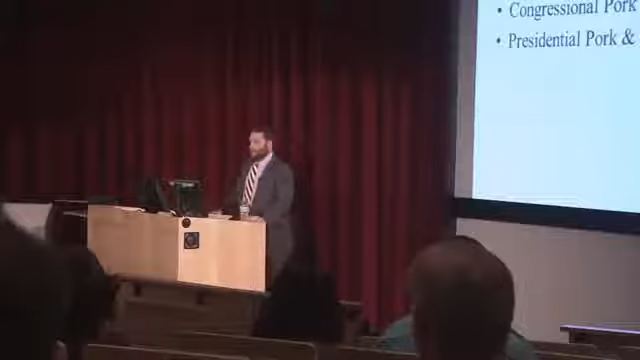 • Congressional Pork
• Presidential Pork &